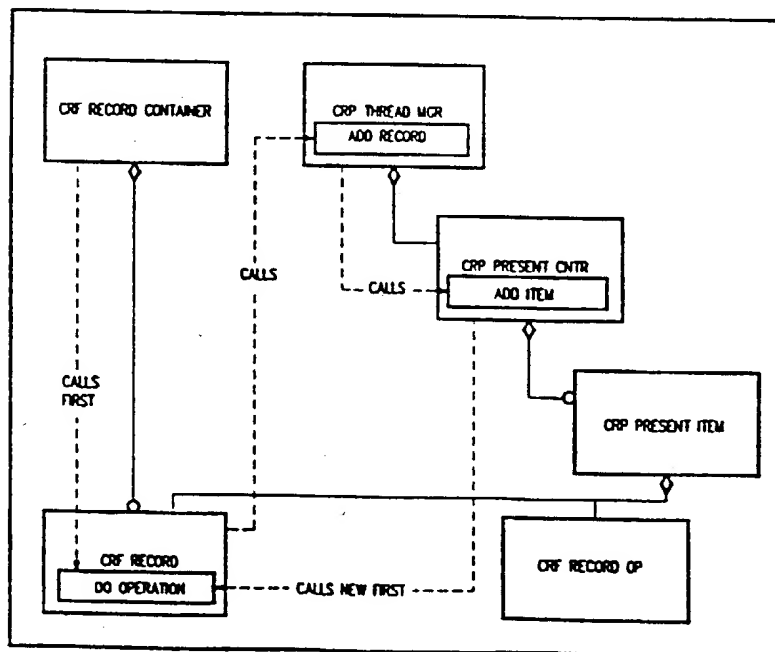 CRF RECORD CONTAINER
CRP THREAD MGR
ADD RECORD
CRP PRESENT CNTR
ADD ITEM
CALLS
CALLS
CALLS
FIRST
CRP PRESENT ITEM
CRF RECORD
DO OPERATION
CALLS NEW FIRST
CRF RECORD OP